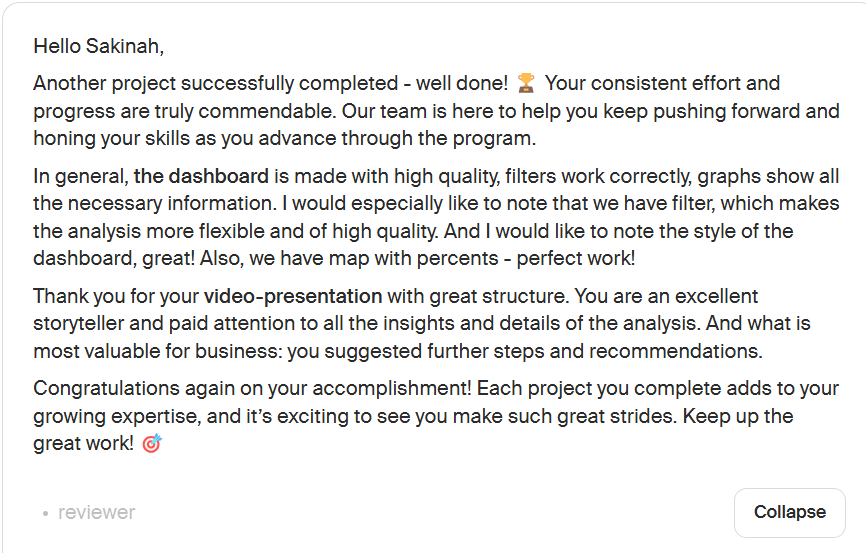 Hello Sakinah,
Another project successfully completed - well done! 🏆 Your consistent effort and
progress are truly commendable. Our team is here to help you keep pushing forward and
honing your skills as you advance through the program.
In general, the dashboard is made with high quality, filters work correctly, graphs show all
the necessary information. I would especially like to note that we have filter, which makes
the analysis more flexible and of high quality. And I would like to note the style of the
dashboard, great! Also, we have map with percents - perfect work!
Thank you for your video-presentation with great structure. You are an excellent
storyteller and paid attention to all the insights and details of the analysis. And what is
most valuable for business: you suggested further steps and recommendations.
Congratulations again on your accomplishment! Each project you complete adds to your
growing expertise, and it’s exciting to see you make such great strides. Keep up the
great work! 🎯
• reviewer
Collapse